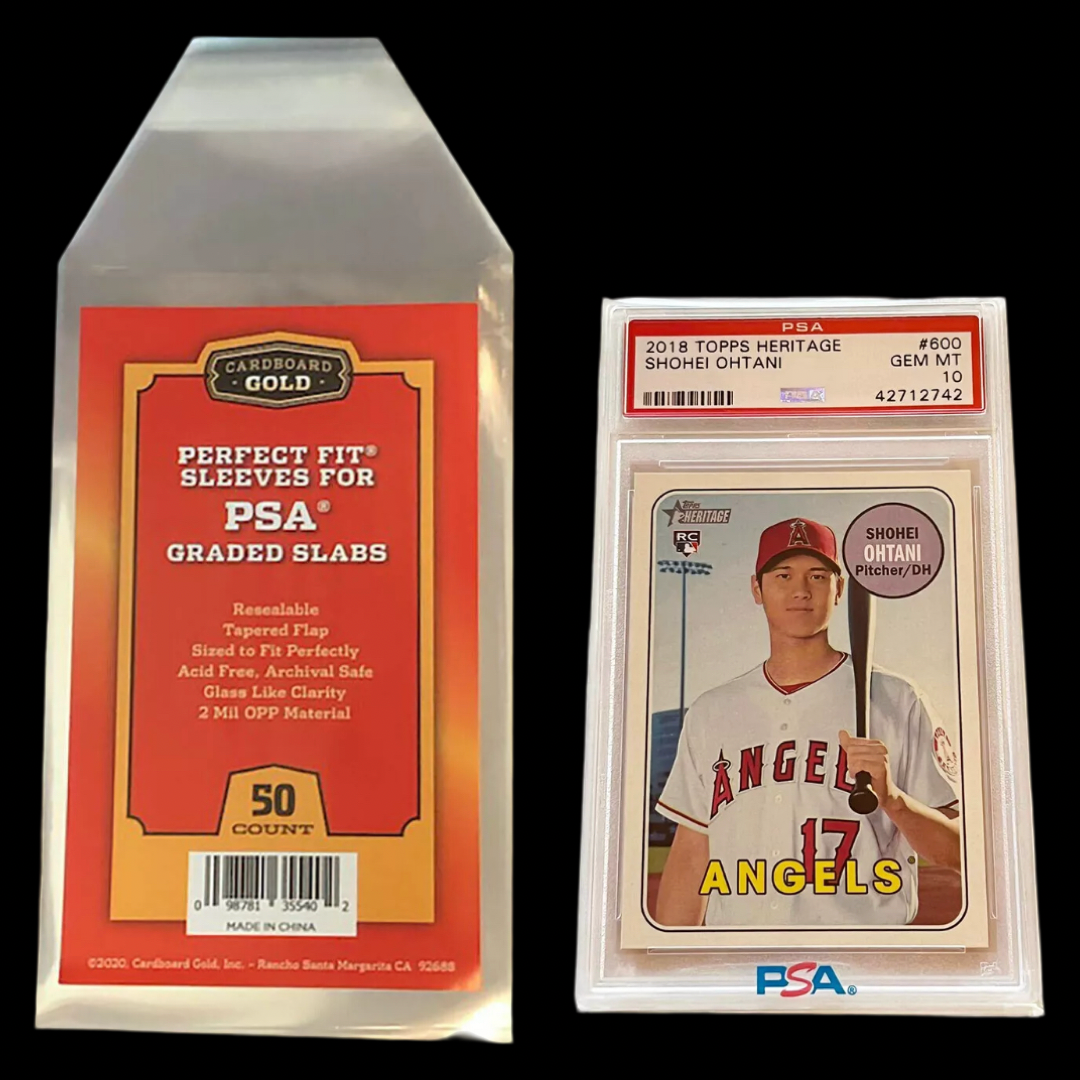 CARDBOARD
GOLD
PERFECT FIT®
SLEEVES FOR
PSA®
GRADED SLABS
Resealable
Tapered Flap
Sized to Fit Perfectly
Acid Free, Archival Safe
Glass Like Clarity
2 Mil OPP Material
50
COUNT
0 98781 35540 2
MADE IN CHINA
©2020, Cardboard Gold, Inc. - Rancho Santa Margarita CA 92688
PSA
2018 TOPPS HERITAGE #600
SHOHEI OHTANI GEM MT
10
42712742
HERITAGE
RC
SHOHEI
OHTANI
Pitcher/DH
ANGEL
17
ANGELS
PSA®